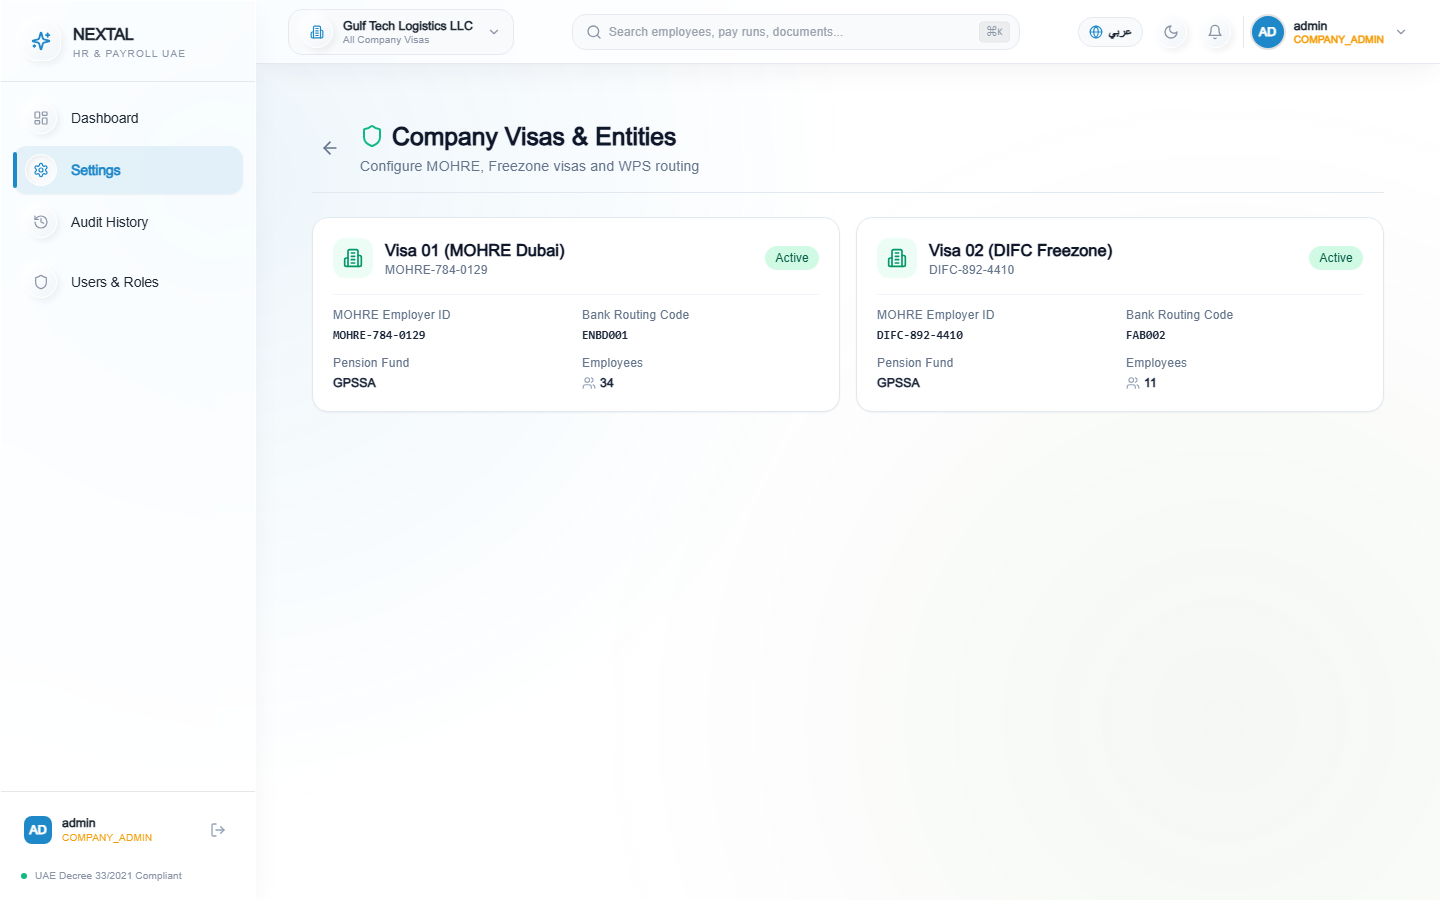 NEXTAL
HR & PAYROLL UAE
Dashboard
Settings
Audit History
Users & Roles
admin
COMPANY_ADMIN
UAE Decree 33/2021 Compliant
Gulf Tech Logistics LLC
All Company Visas
Search employees, pay runs, documents...
⌘K
عربي
AD
admin
COMPANY_ADMIN
Company Visas & Entities
Configure MOHRE, Freezone visas and WPS routing
Visa 01 (MOHRE Dubai)
MOHRE-784-0129
Active
MOHRE Employer ID
MOHRE-784-0129
Bank Routing Code
ENBD001
Pension Fund
GPSSA
Employees
34
Visa 02 (DIFC Freezone)
DIFC-892-4410
Active
MOHRE Employer ID
DIFC-892-4410
Bank Routing Code
FAB002
Pension Fund
GPSSA
Employees
11
AD